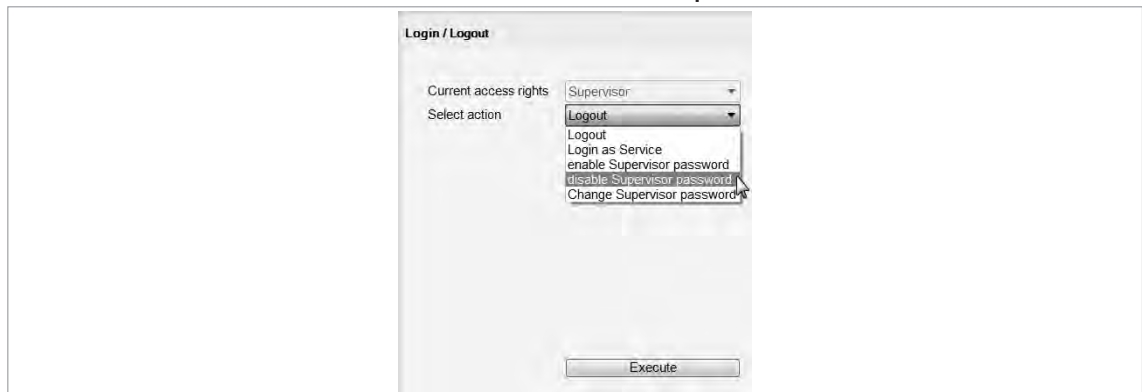 Login / Logout
Current access rights Supervisor
Select action Logout
Logout
Login as Service
enable Supervisor password
disable Supervisor password
Change Supervisor password
Execute